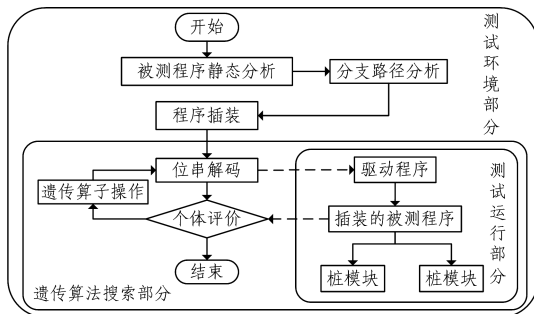 开始
被测程序静态分析
分支路径分析
程序插装
测试环境部分
位串解码
驱动程序
遗传算子操作
个体评价
插装的被测程序
测试运行部分
结束
桩模块
桩模块
遗传算法搜索部分